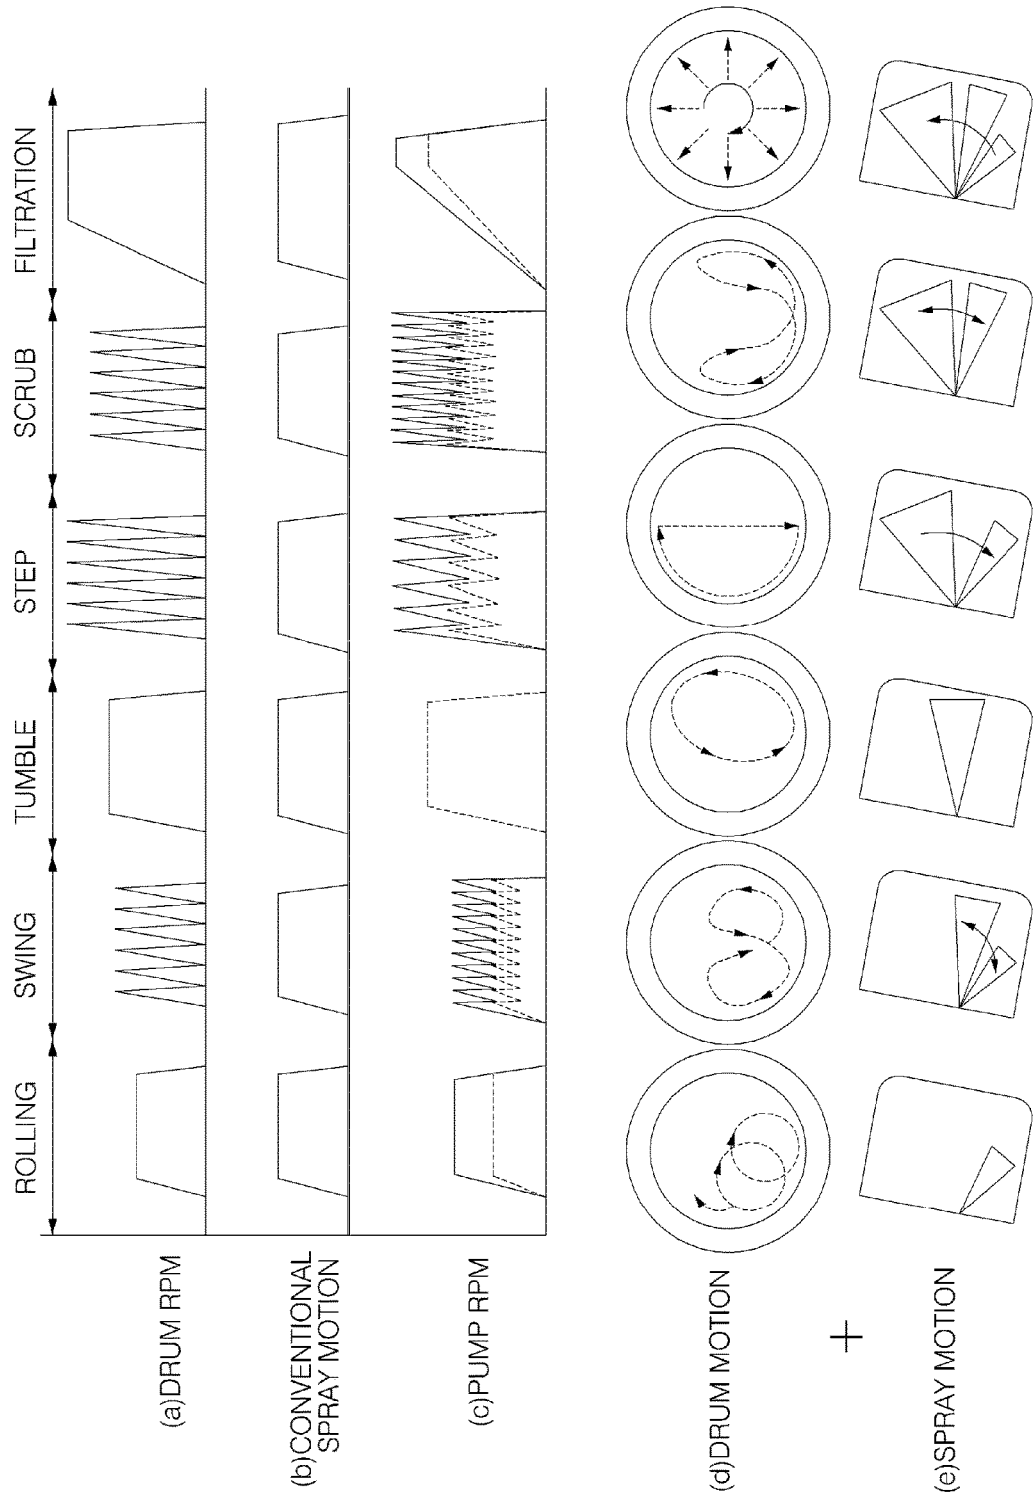 ROLLING
SWING
TUMBLE
STEP
SCRUB
FILTRATION
(a)DRUM RPM
(b)CONVENTIONAL
SPRAY MOTION
(c)PUMP RPM
(d)DRUM MOTION
+
(e)SPRAY MOTION